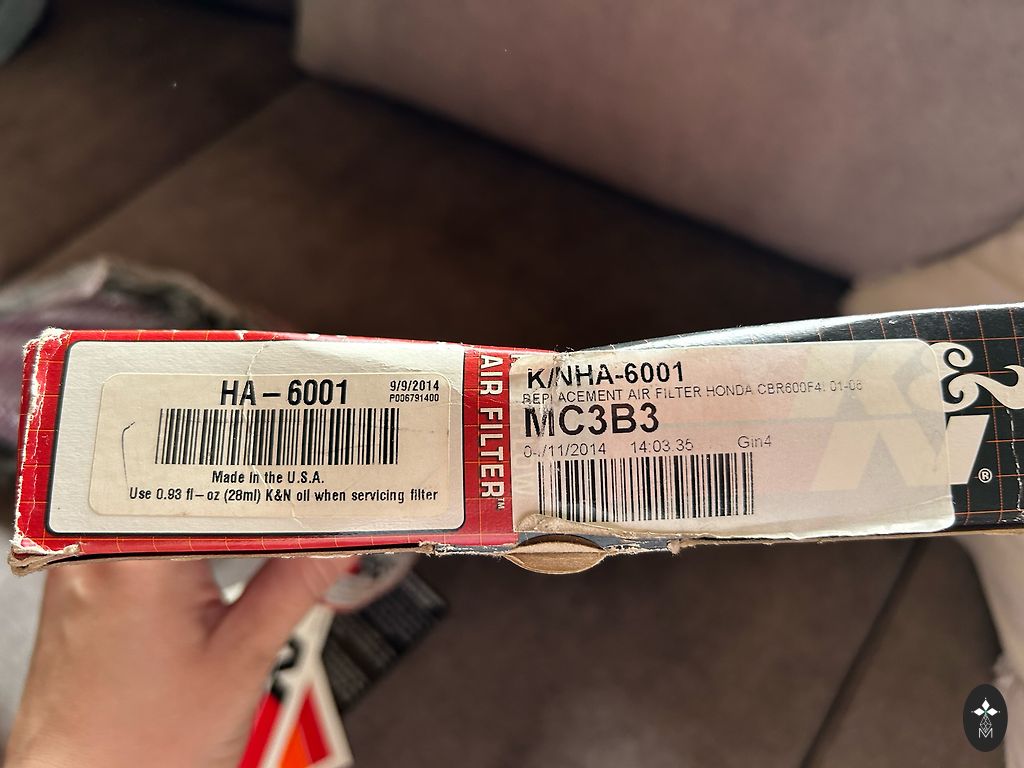 HA-6001
9/9/2014
P006791400
Made in the U.S.A.
Use 0.93 fl-oz (28ml) K&N oil when servicing filter
AIR FILTER™
K/NHA-6001
REPLACEMENT AIR FILTER HONDA CBR600F4I 01-06
MC3B3
14:03.35 Gin4
K&N
®
M